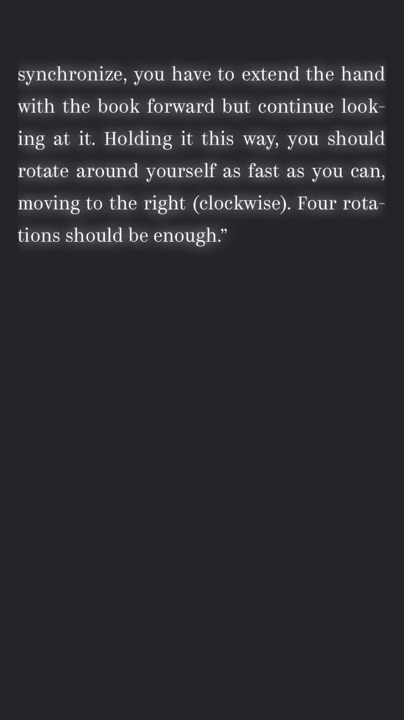 synchronize, you have to extend the hand
with the book forward but continue look-
ing at it. Holding it this way, you should
rotate around yourself as fast as you can,
moving to the right (clockwise). Four rota-
tions should be enough.”